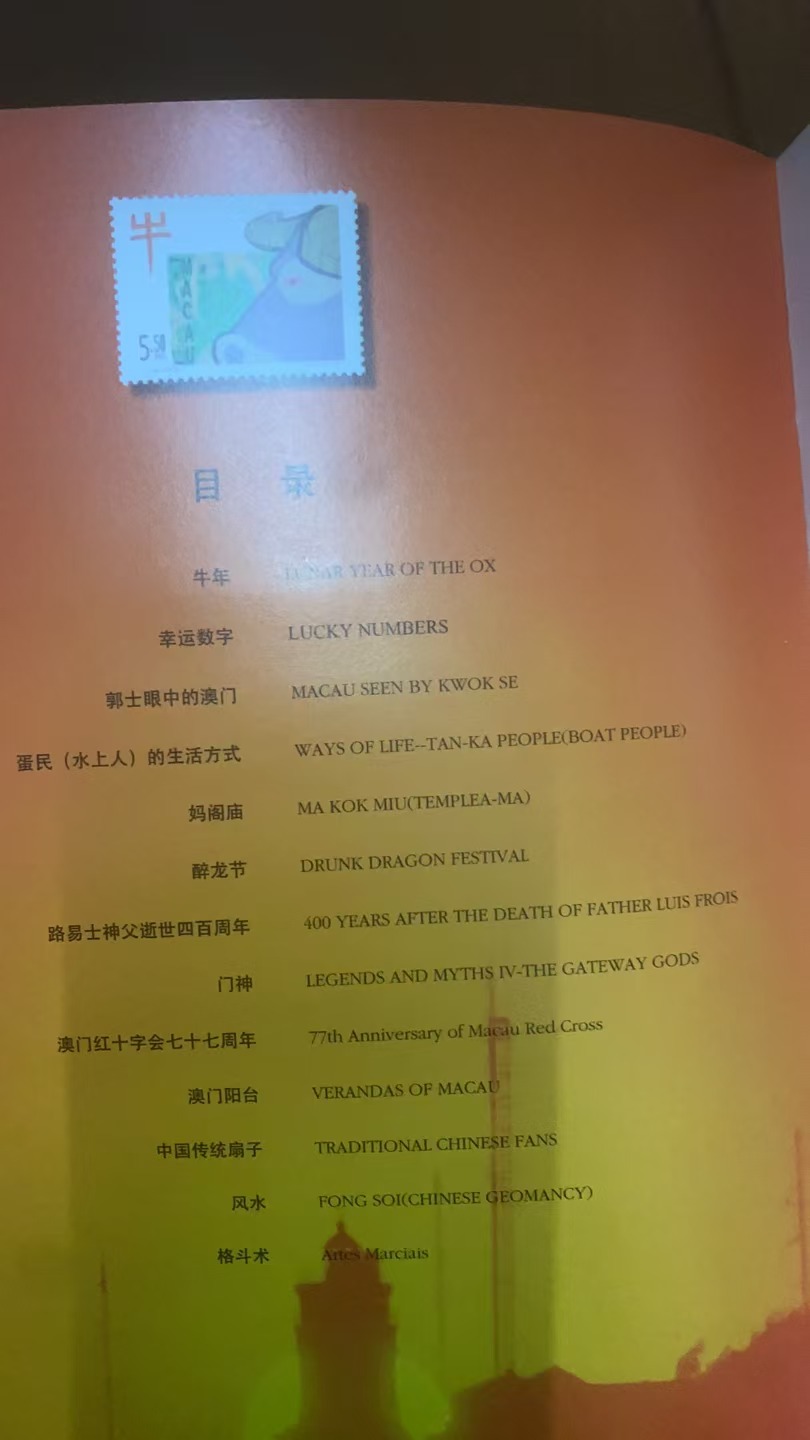 牛
MACAU
目 录
牛年 LUNAR YEAR OF THE OX
幸运数字 LUCKY NUMBERS
郭士眼中的澳门 MACAU SEEN BY KWOK SE
蛋民（水上人）的生活方式 WAYS OF LIFE--TAN-KA PEOPLE(BOAT PEOPLE)
妈阁庙 MA KOK MIU(TEMPLEA-MA)
醉龙节 DRUNK DRAGON FESTIVAL
路易士神父逝世四百周年 400 YEARS AFTER THE DEATH OF FATHER LUIS FROIS
门神 LEGENDS AND MYTHS IV-THE GATEWAY GODS
澳门红十字会七十七周年 77th Anniversary of Macau Red Cross
澳门阳台 VERANDAS OF MACAU
中国传统扇子 TRADITIONAL CHINESE FANS
风水 FONG SOI(CHINESE GEOMANCY)
格斗术 Artes Marciais